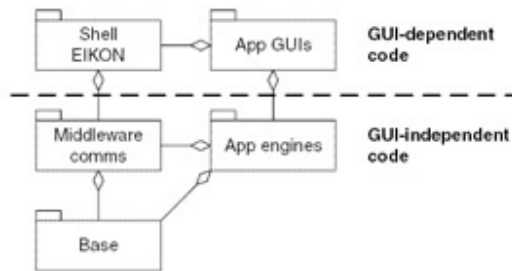 Shell
EIKON
App GUIs
GUI-dependent
code
Middleware
comms
App engines
GUI-independent
code
Base